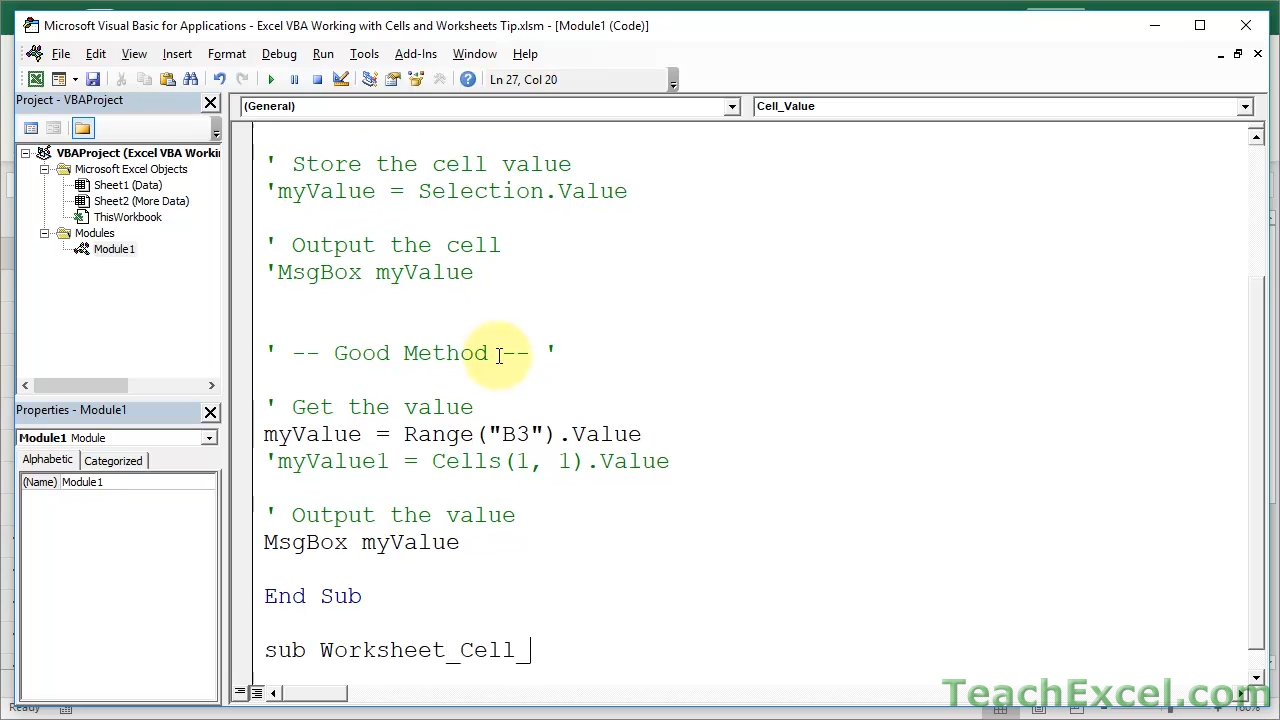 Microsoft Visual Basic for Applications - Excel VBA Working with Cells and Worksheets Tip.xlsm - [Module1 (Code)]
File Edit View Insert Format Debug Run Tools Add-Ins Window Help
Ln 27, Col 20
Project - VBAProject
(General) Cell_Value
VBAProject (Excel VBA Worki
Microsoft Excel Objects
Sheet1 (Data)
Sheet2 (More Data)
ThisWorkbook
Modules
Module1
Properties - Module1
Module1 Module
Alphabetic Categorized
(Name) Module1
' Store the cell value
'myValue = Selection.Value
' Output the cell
'MsgBox myValue
' -- Good Method -- '
' Get the value
myValue = Range("B3").Value
'myValue1 = Cells(1, 1).Value
' Output the value
MsgBox myValue
End Sub
sub Worksheet_Cell_
TeachExcel.com
Ready
100%